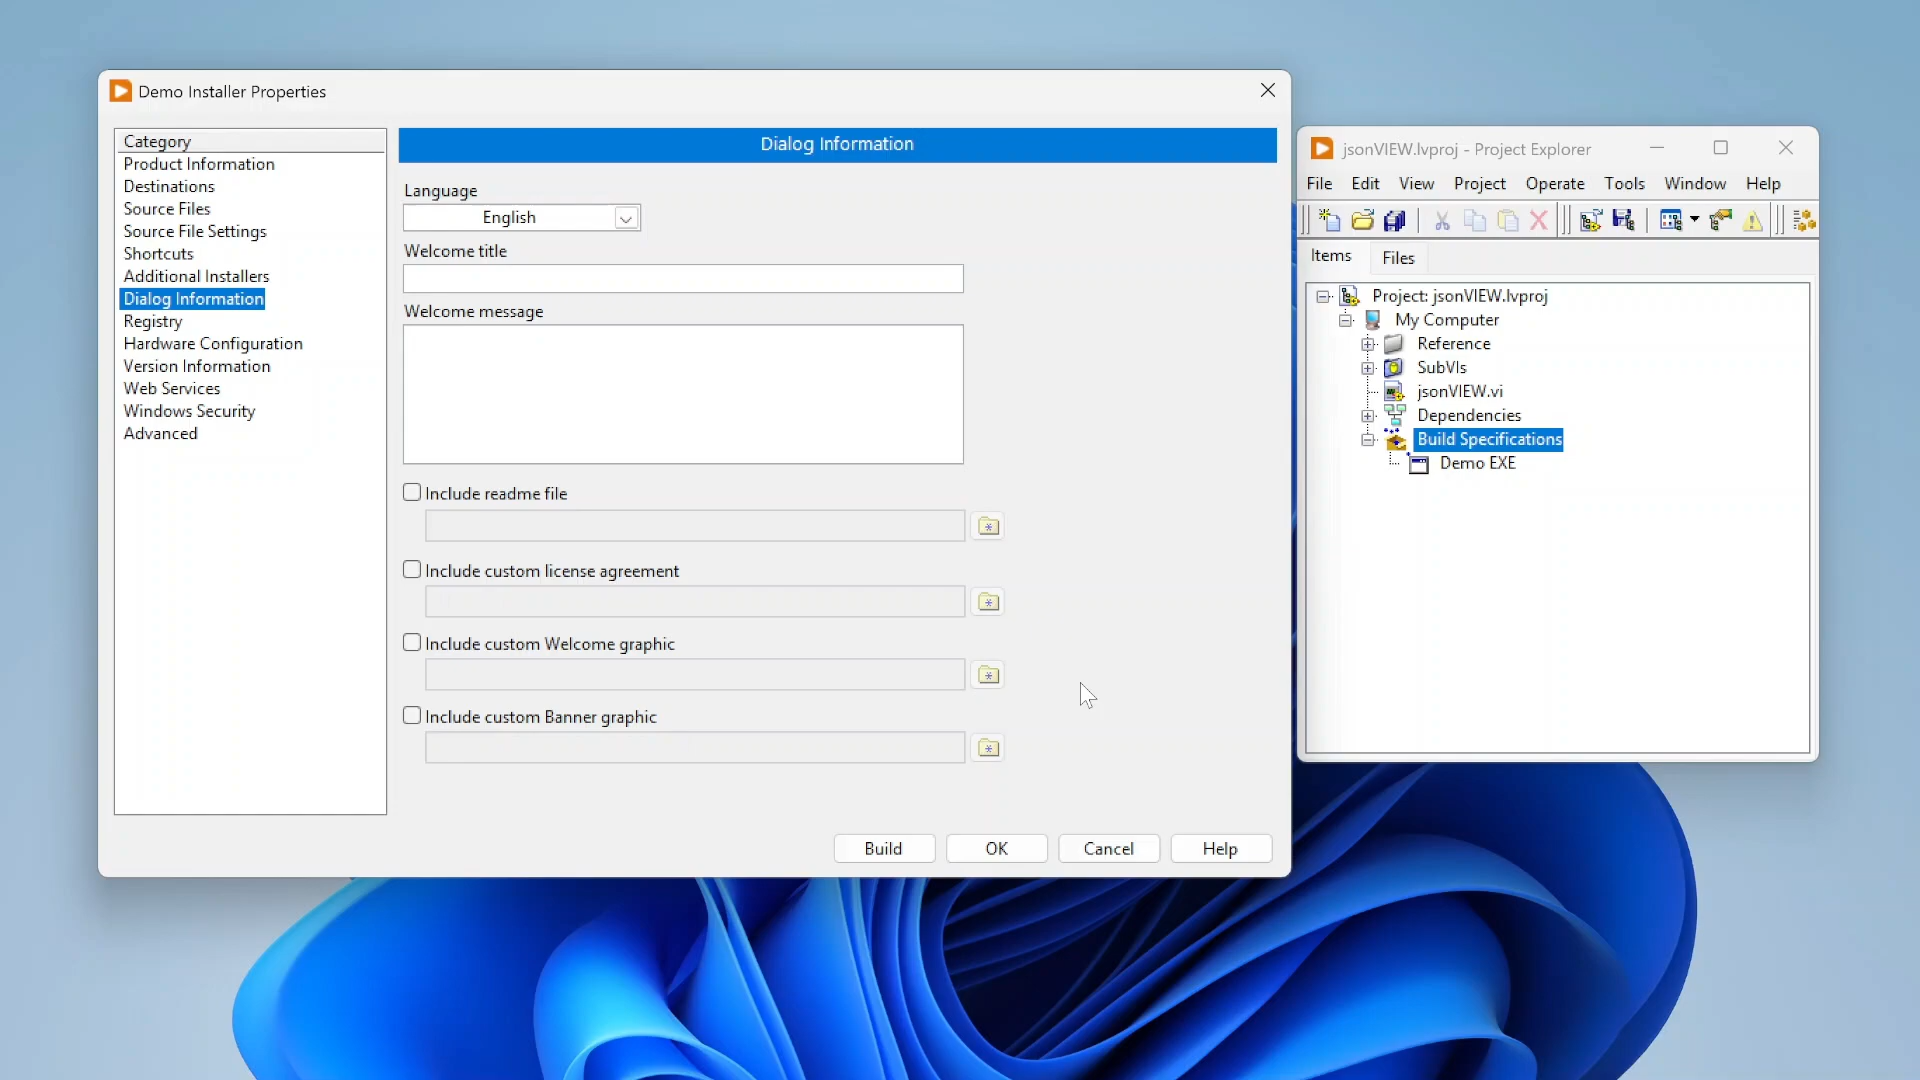 Demo Installer Properties
Category
Product Information
Destinations
Source Files
Source File Settings
Shortcuts
Additional Installers
Dialog Information
Registry
Hardware Configuration
Version Information
Web Services
Windows Security
Advanced
Dialog Information
Language
English
Welcome title
Welcome message
Include readme file
Include custom license agreement
Include custom Welcome graphic
Include custom Banner graphic
Build OK Cancel Help
jsonVIEW.lvproj - Project Explorer
File Edit View Project Operate Tools Window Help
Items Files
Project: jsonVIEW.lvproj
My Computer
Reference
SubVIs
jsonVIEW.vi
Dependencies
Build Specifications
Demo EXE